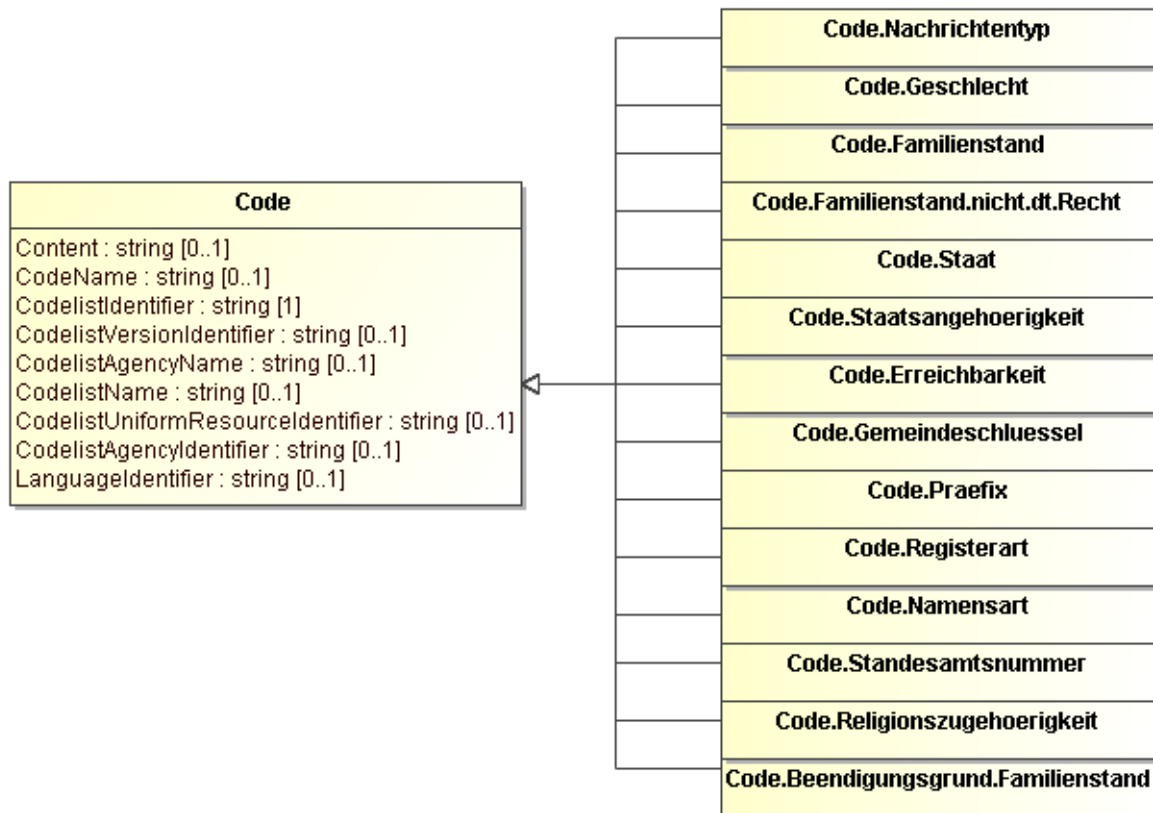 Code
Content : string [0..1]
CodeName : string [0..1]
CodelistIdentifier : string [1]
CodelistVersionIdentifier : string [0..1]
CodelistAgencyName : string [0..1]
CodelistName : string [0..1]
CodelistUniformResourceIdentifier : string [0..1]
CodelistAgencyIdentifier : string [0..1]
LanguageIdentifier : string [0..1]
Code.Nachrichtentyp
Code.Geschlecht
Code.Familienstand
Code.Familienstand.nicht.dt.Recht
Code.Staat
Code.Staatsangehoerigkeit
Code.Erreichbarkeit
Code.Gemeindeschluessel
Code.Praefix
Code.Registerart
Code.Namensart
Code.Standesamtsnummer
Code.Religionszugehoerigkeit
Code.Beendigungsgrund.Familienstand